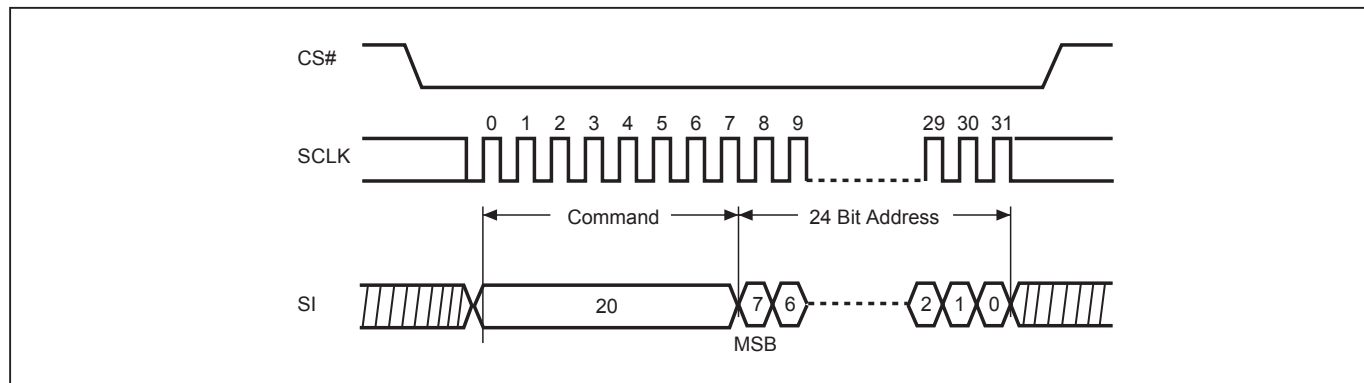 CS#
0 1 2 3 4 5 6 7 8 9 29 30 31
SCLK
Command 24 Bit Address
SI 20 7 6 2 1 0
MSB